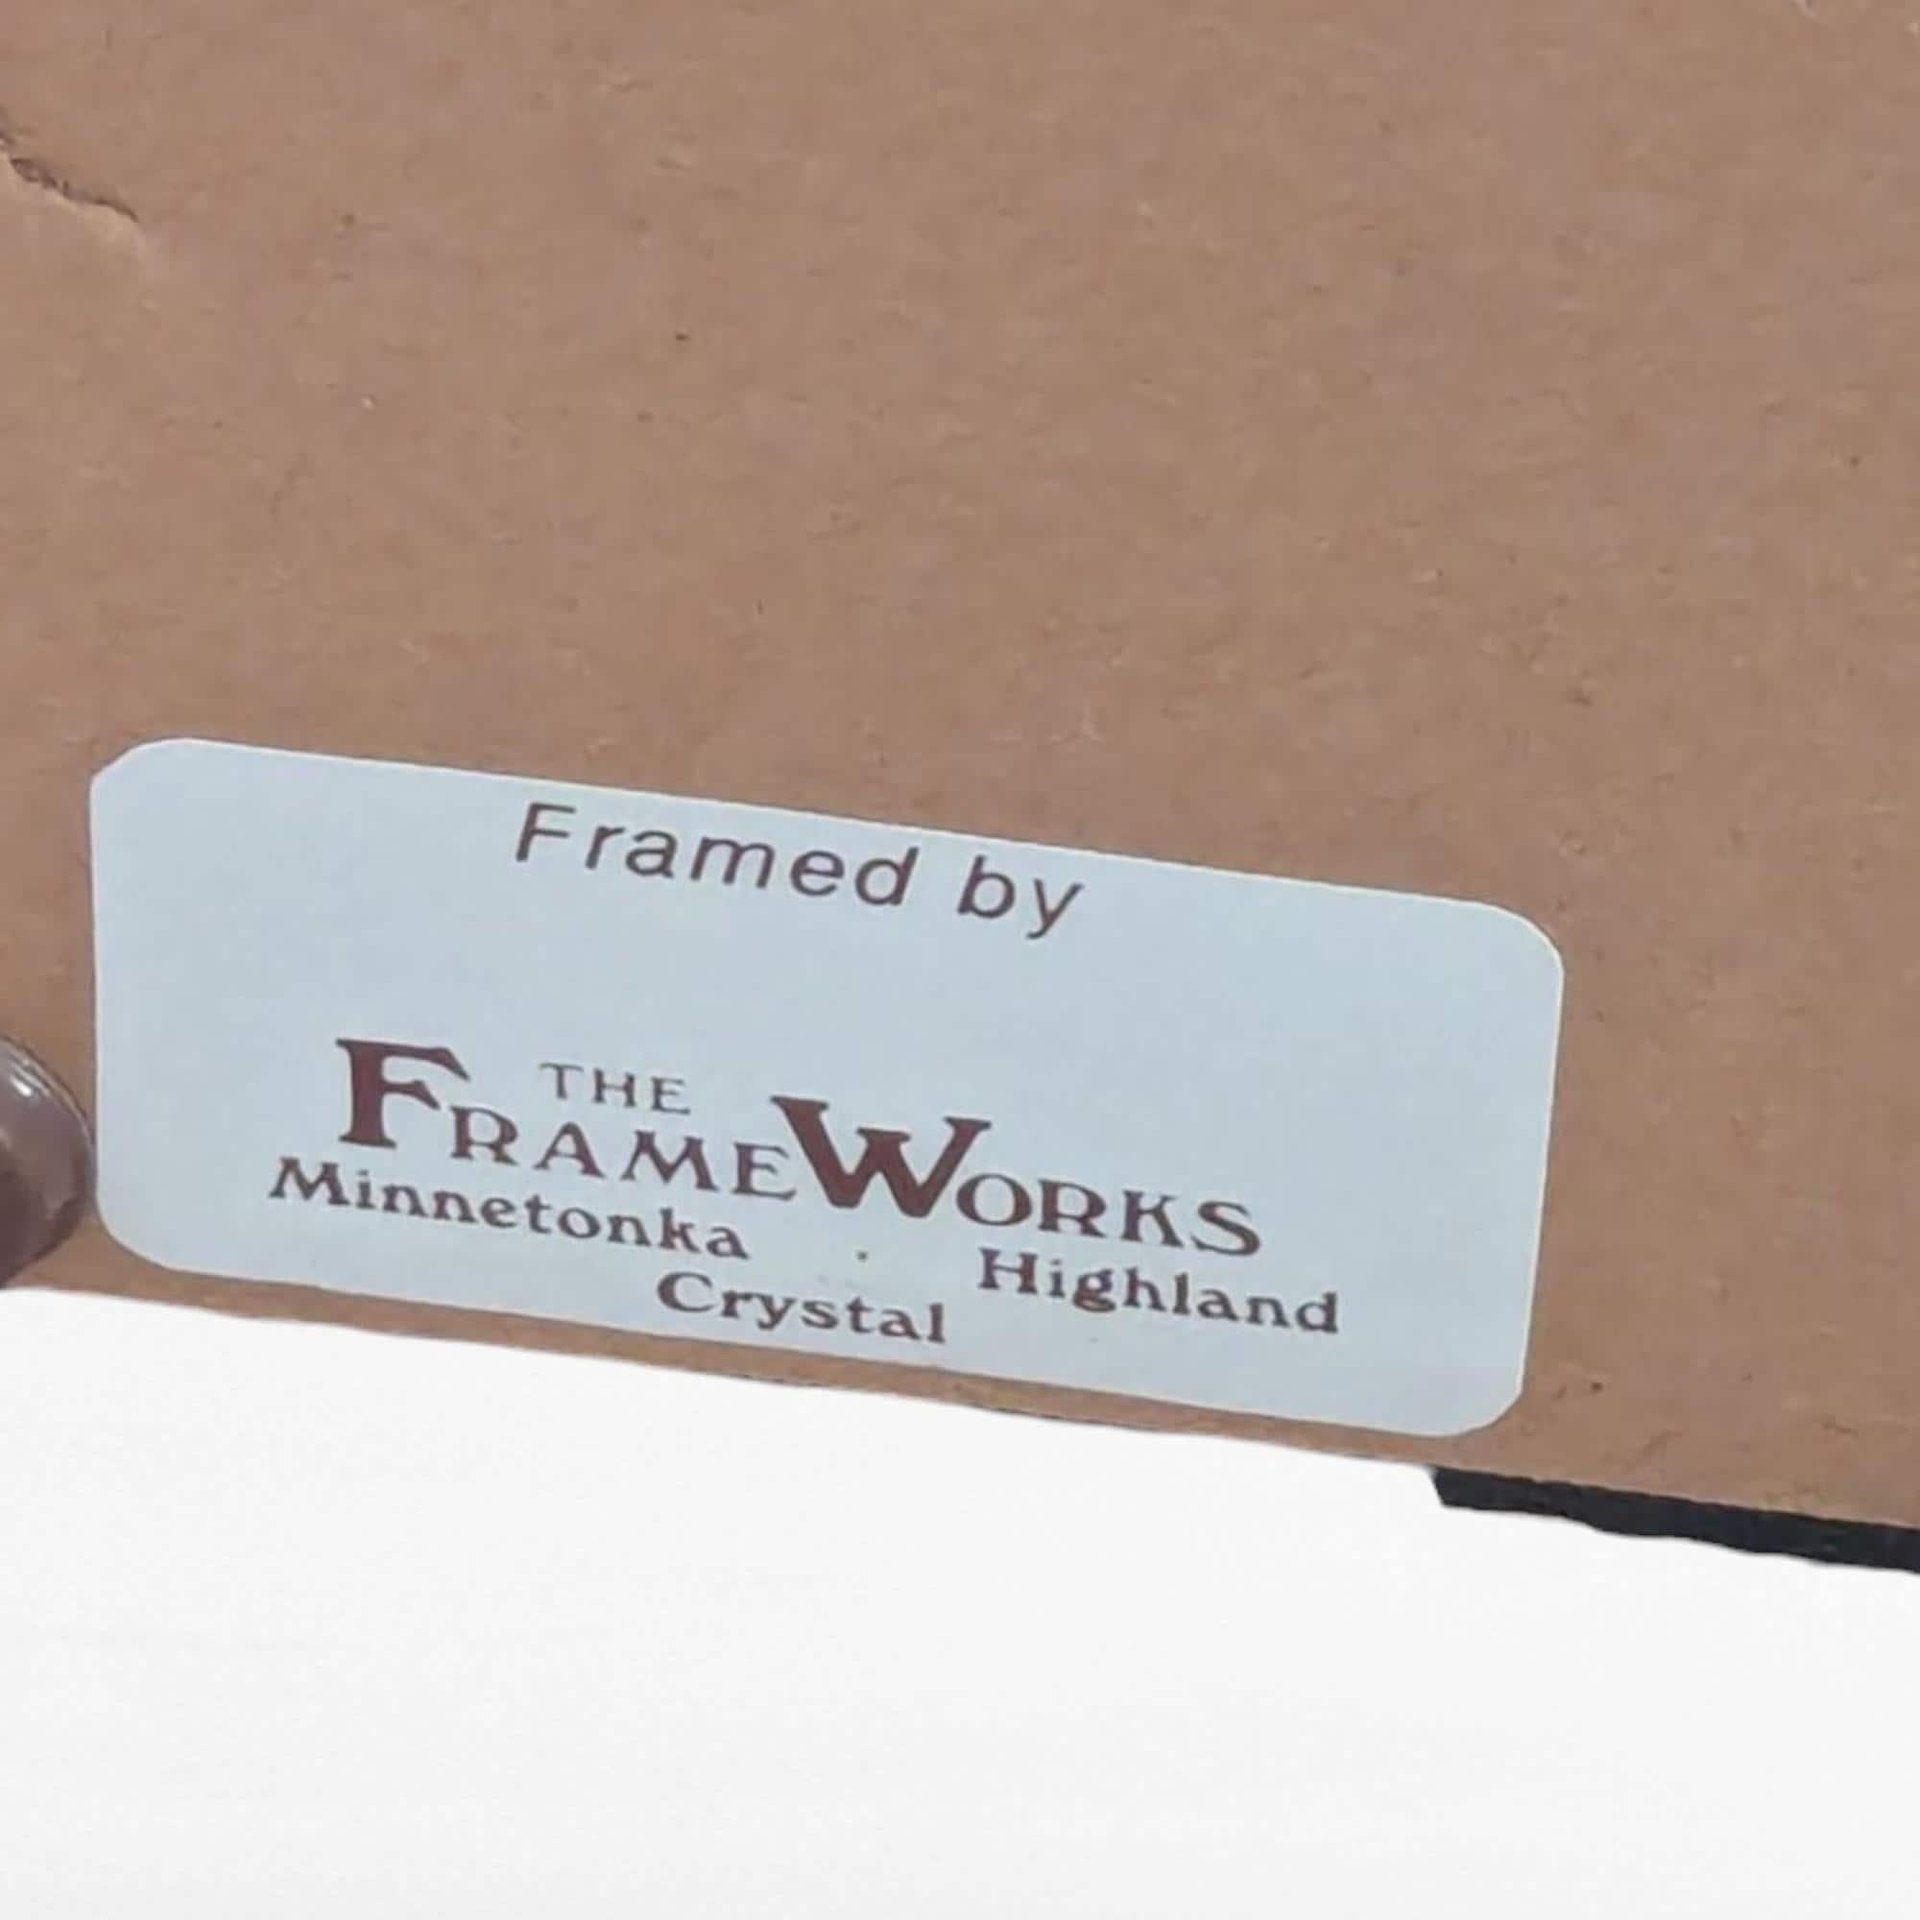 Framed by
THE
FRAMEWORKS
Minnetonka · Highland
Crystal